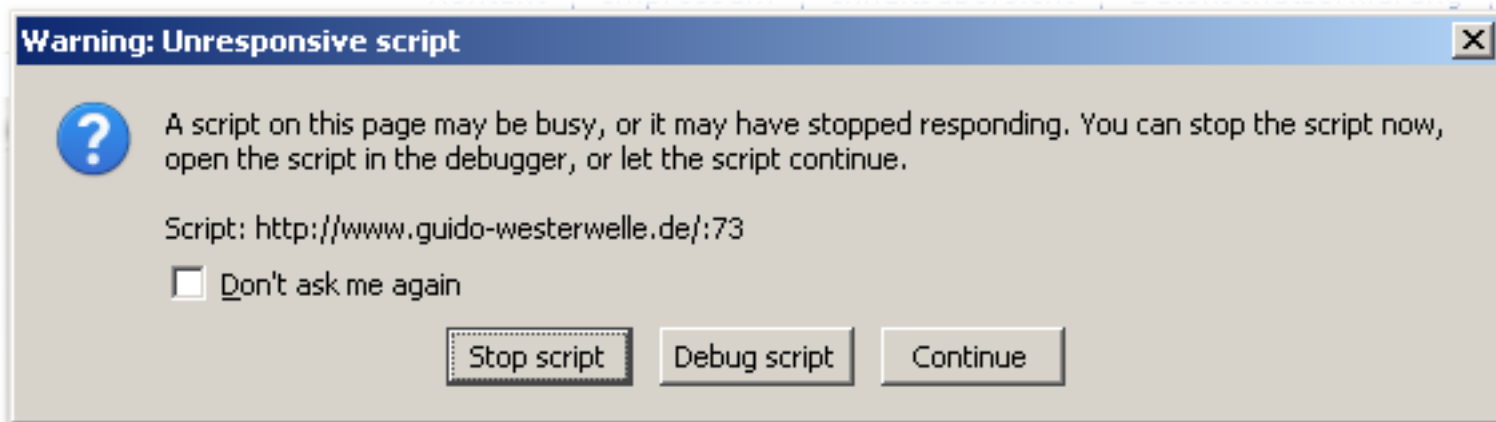 Warning: Unresponsive script
A script on this page may be busy, or it may have stopped responding. You can stop the script now,
open the script in the debugger, or let the script continue.
Script: http://www.guido-westerwelle.de/:73
Don't ask me again
Stop script Debug script Continue